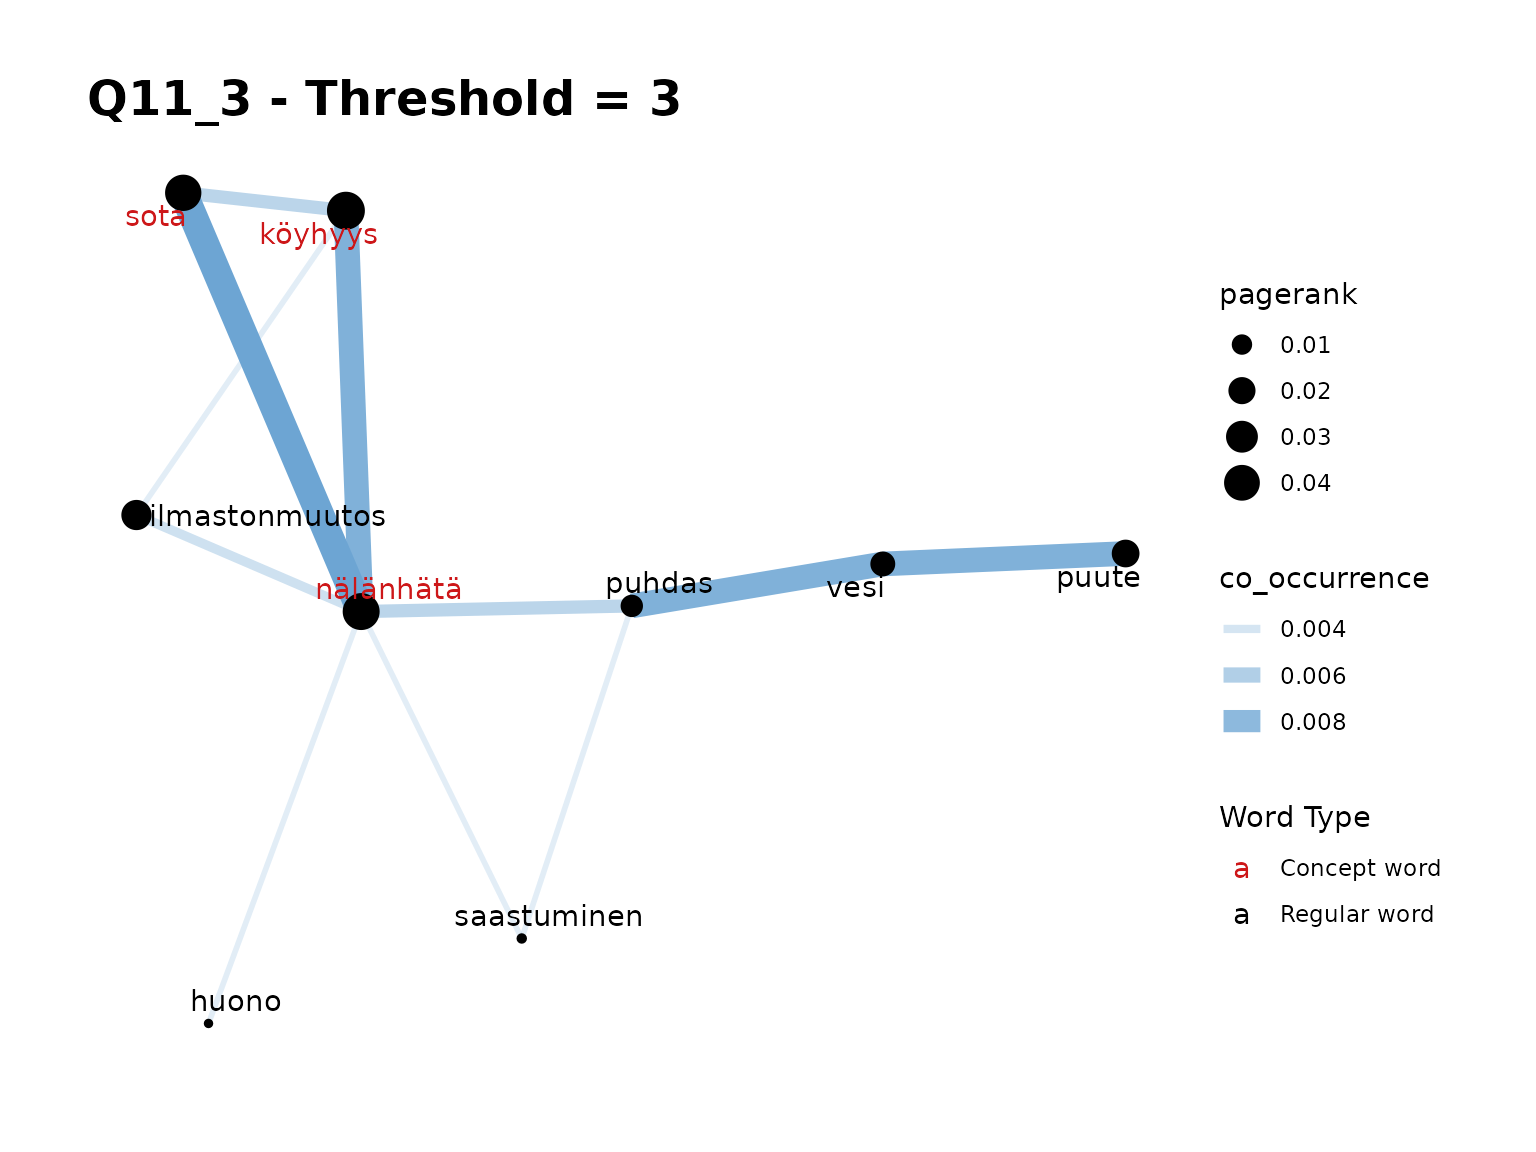 Q11_3 - Threshold = 3
sota
köyhyys
ilmastonmuutos
nälänhätä
puhdas
vesi
puute
saastuminen
huono
pagerank
0.01
0.02
0.03
0.04
co_occurrence
0.004
0.006
0.008
Word Type
a Concept word
a Regular word